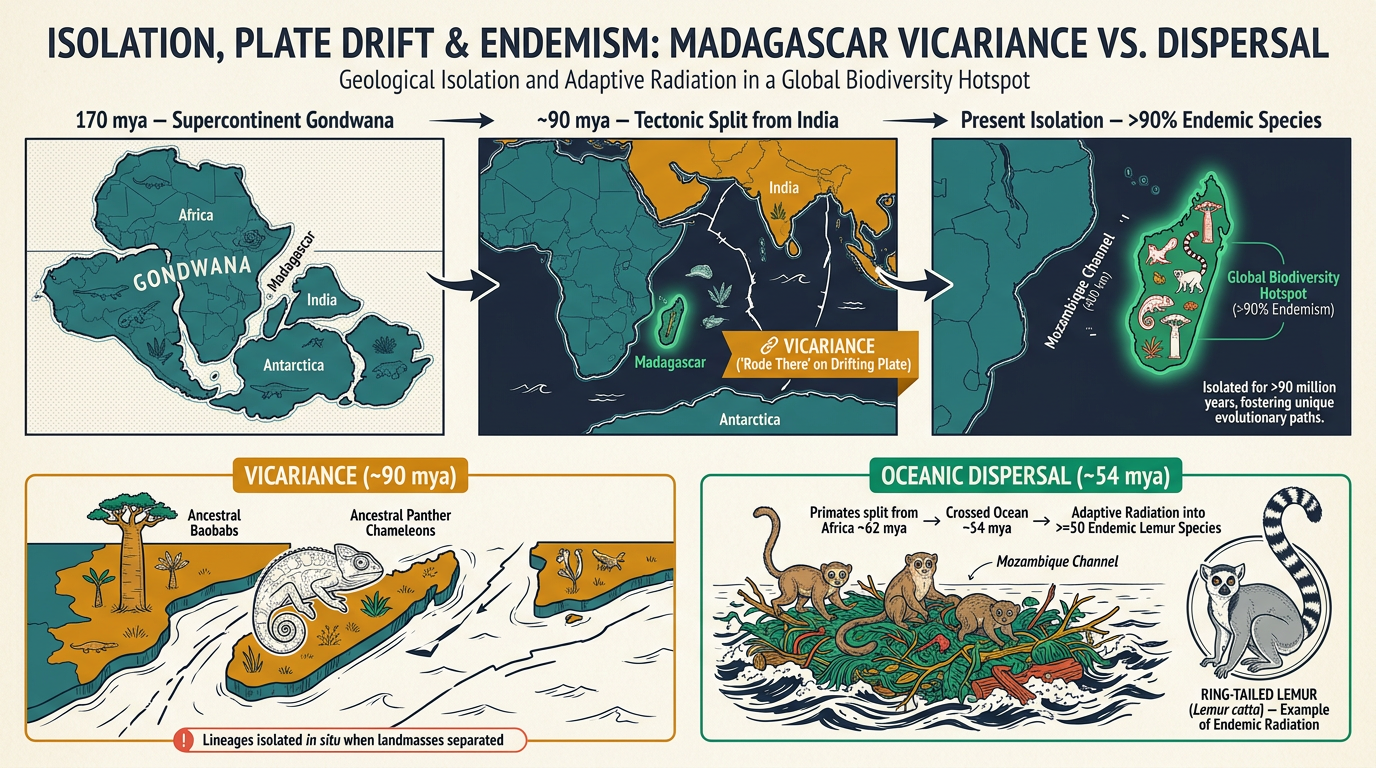 ISOLATION, PLATE DRIFT & ENDEMISM: MADAGASCAR VICARIANCE VS. DISPERSAL
Geological Isolation and Adaptive Radiation in a Global Biodiversity Hotspot
170 mya — Supercontinent Gondwana
~90 mya — Tectonic Split from India
Present Isolation — >90% Endemic Species
Africa
GONDWANA
Madagascar
India
Antarctica
India
Madagascar
VICARIANCE
('Rode There' on Drifting Plate)
Antarctica
Mozambique Channel
(400 km)
Global Biodiversity
Hotspot
(>90% Endemism)
Isolated for >90 million
years, fostering unique
evolutionary paths.
VICARIANCE (~90 mya)
Ancestral
Baobabs
Ancestral Panther
Chameleons
! Lineages isolated in situ when landmasses separated
OCEANIC DISPERSAL (~54 mya)
Primates split from
Africa ~62 mya
→ Crossed Ocean
~54 mya
→ Adaptive Radiation into
>=50 Endemic Lemur Species
Mozambique Channel
RING-TAILED LEMUR
(Lemur catta) — Example
of Endemic Radiation